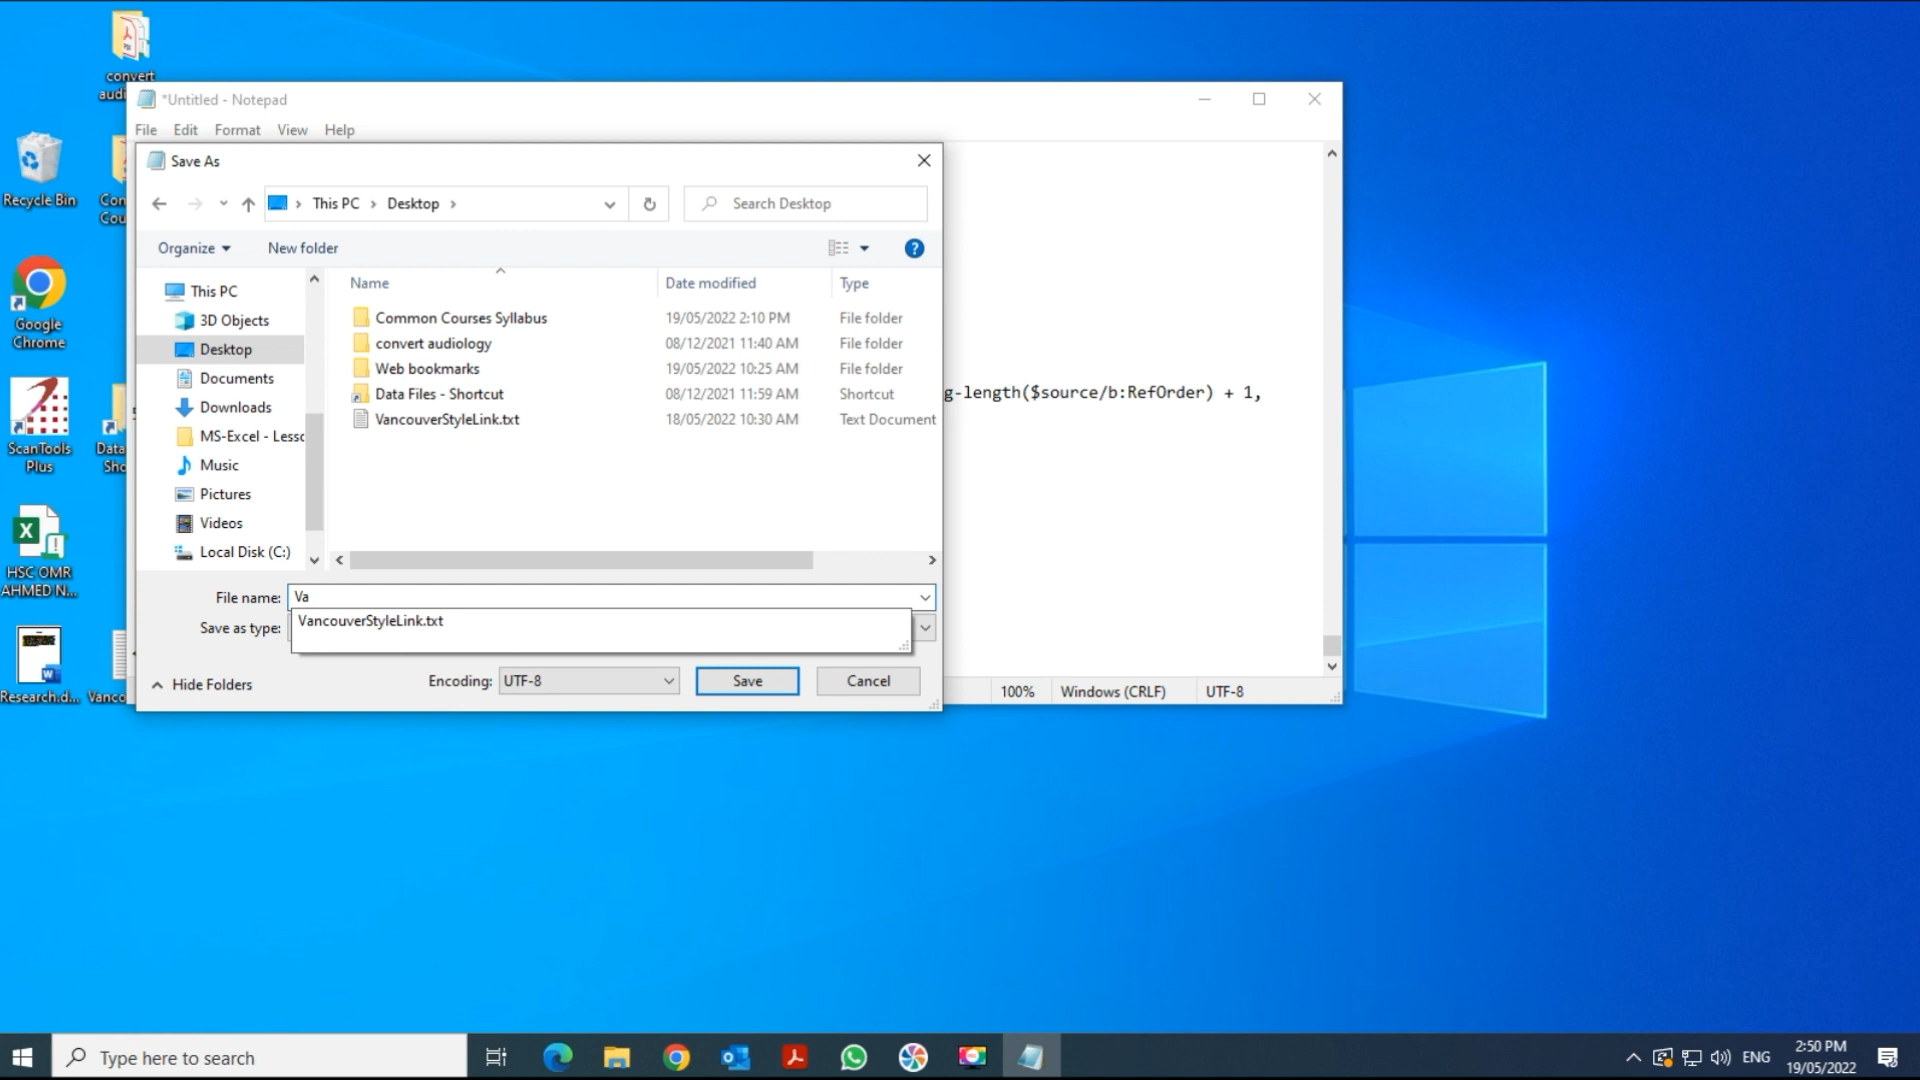 convert
audi
Recycle Bin
Con
Cou
Google
Chrome
ScanTools
Plus
Data
Sho
HSC OMR
AHMED N...
Research.d...
Vanco
*Untitled - Notepad
File Edit Format View Help
Save As
This PC › Desktop ›
Search Desktop
Organize
New folder
Name Date modified Type
This PC
3D Objects
Desktop
Documents
Downloads
MS-Excel - Lesso
Music
Pictures
Videos
Local Disk (C:)
Common Courses Syllabus 19/05/2022 2:10 PM File folder
convert audiology 08/12/2021 11:40 AM File folder
Web bookmarks 19/05/2022 10:25 AM File folder
Data Files - Shortcut 08/12/2021 11:59 AM Shortcut
VancouverStyleLink.txt 18/05/2022 10:30 AM Text Document
g-length($source/b:RefOrder) + 1,
File name: Va
VancouverStyleLink.txt
Save as type:
Hide Folders
Encoding: UTF-8
Save
Cancel
100% Windows (CRLF) UTF-8
Type here to search
ENG
2:50 PM
19/05/2022